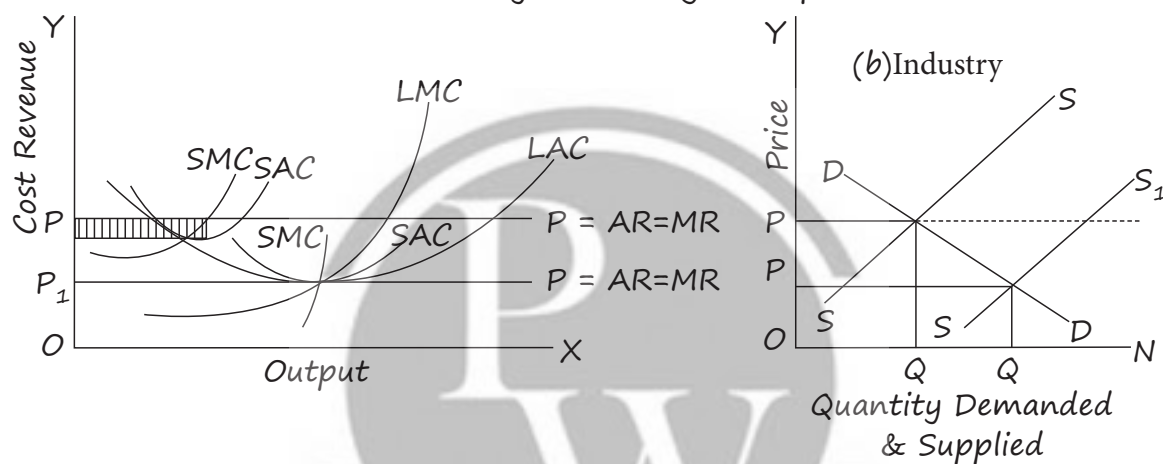 Y
Cost Revenue
LMC
SMC
SAC
LAC
P
P = AR=MR
SMC
SAC
P1
P = AR=MR
O
X
Output
Y
(b)Industry
Price
S
D
S1
P
P
S
S
D
O
Q
Q
N
Quantity Demanded
& Supplied
P
W